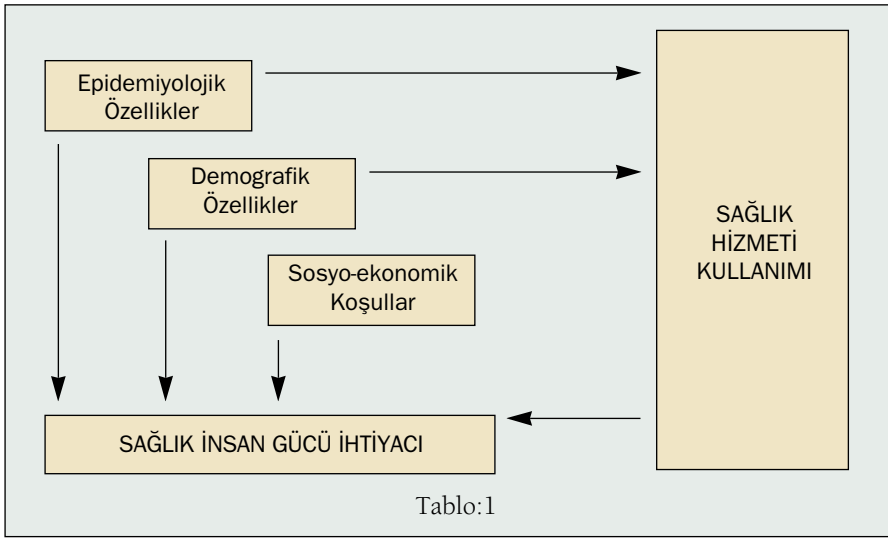 Epidemiyolojik
Özellikler
Demografik
Özellikler
Sosyo-ekonomik
Koşullar
SAĞLIK
HİZMETİ
KULLANIMI
SAĞLIK İNSAN GÜCÜ İHTİYACI
Tablo:1